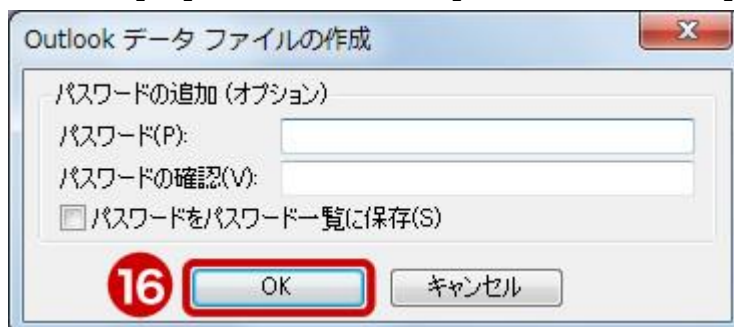 Outlook データ ファイルの作成
パスワードの追加 (オプション)
パスワード(P):
パスワードの確認(V):
パスワードをパスワード一覧に保存(S)
16 OK キャンセル